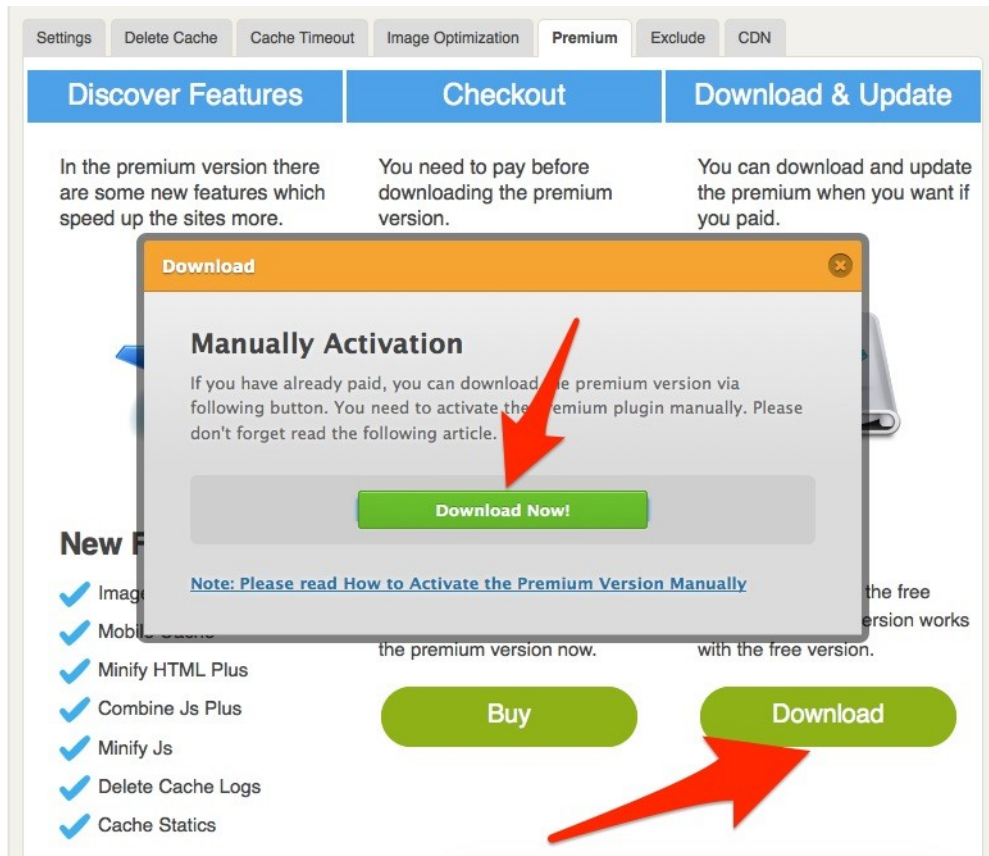 Settings
Delete Cache
Cache Timeout
Image Optimization
Premium
Exclude
CDN
Discover Features
Checkout
Download & Update
In the premium version there
are some new features which
speed up the sites more.
You need to pay before
downloading the premium
version.
You can download and update
the premium when you want if
you paid.
Download
Manually Activation
If you have already paid, you can download the premium version via
following button. You need to activate the premium plugin manually. Please
don't forget read the following article.
Download Now!
Note: Please read How to Activate the Premium Version Manually
New
Mobile Cache
Minify HTML Plus
Combine Js Plus
Minify Js
Delete Cache Logs
Cache Statics
the premium version now.
Buy
the free
version works
with the free version.
Download